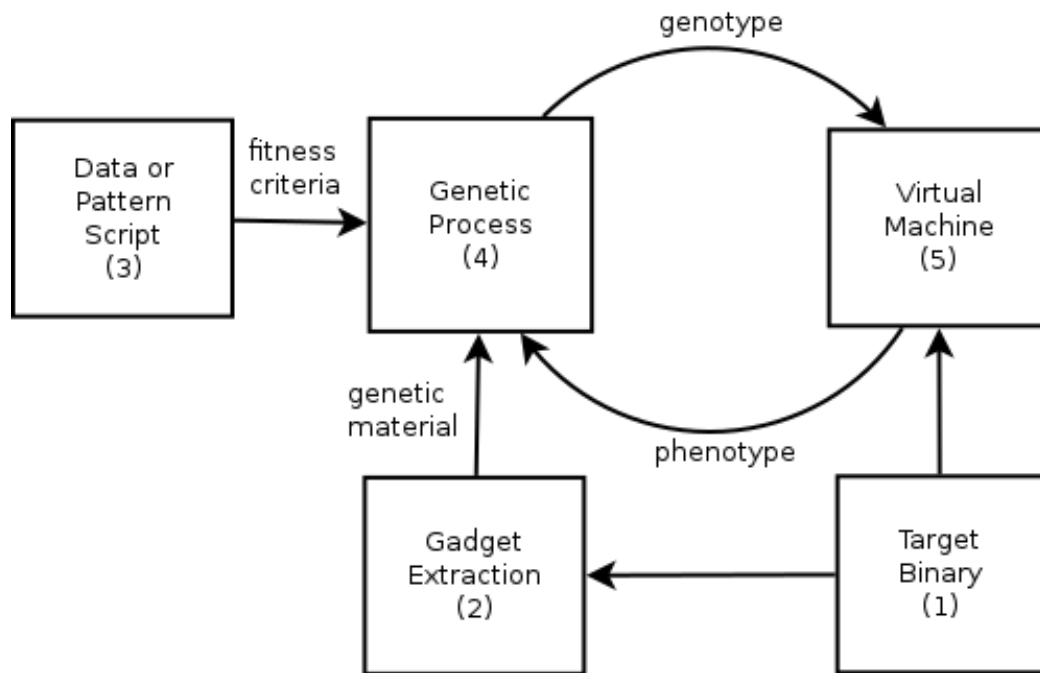 genotype
Data or
Pattern
Script
(3)
fitness
criteria
Genetic
Process
(4)
Virtual
Machine
(5)
genetic
material
phenotype
Gadget
Extraction
(2)
Target
Binary
(1)